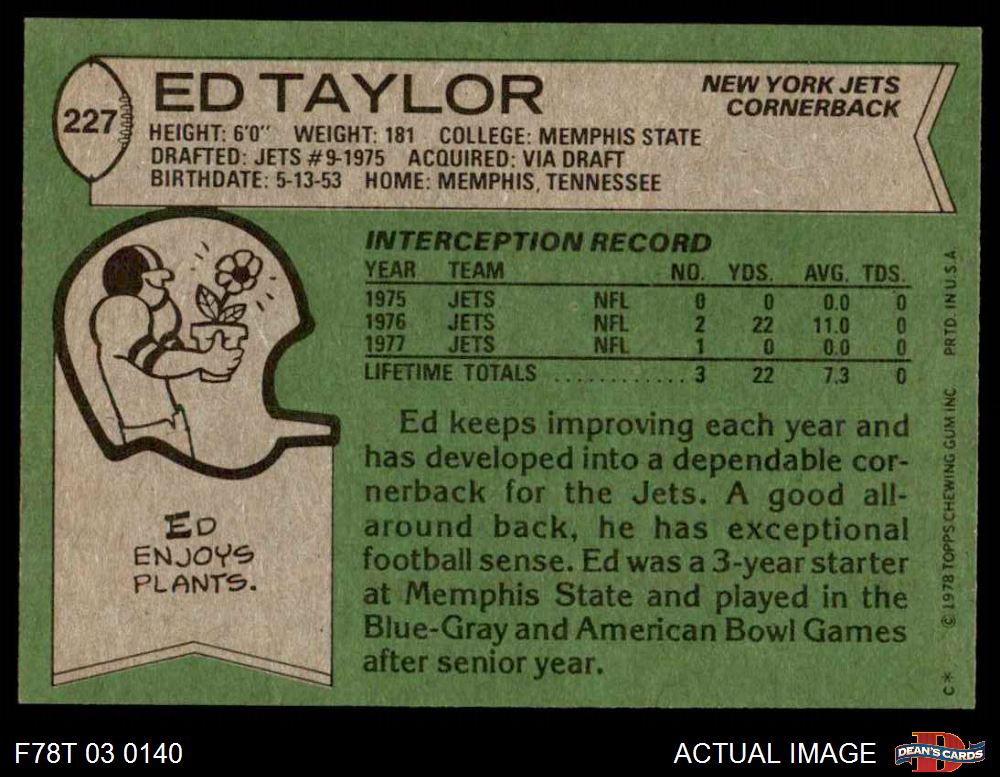 227
ED TAYLOR
NEW YORK JETS
CORNERBACK
HEIGHT: 6'0" WEIGHT: 181 COLLEGE: MEMPHIS STATE
DRAFTED: JETS #9-1975 ACQUIRED: VIA DRAFT
BIRTHDATE: 5-13-53 HOME: MEMPHIS, TENNESSEE
INTERCEPTION RECORD
YEAR TEAM NO. YDS. AVG. TDS.
1975 JETS NFL 0 0 0.0 0
1976 JETS NFL 2 22 11.0 0
1977 JETS NFL 1 0 0.0 0
LIFETIME TOTALS ............ 3 22 7.3 0
Ed keeps improving each year and
has developed into a dependable cor-
nerback for the Jets. A good all-
around back, he has exceptional
football sense. Ed was a 3-year starter
at Memphis State and played in the
Blue-Gray and American Bowl Games
after senior year.
ED
ENJOYS
PLANTS.
C* © 1978 TOPPS CHEWING GUM INC. PRTD. IN U.S.A.
F78T 03 0140
ACTUAL IMAGE
D
DEAN'S CARDS